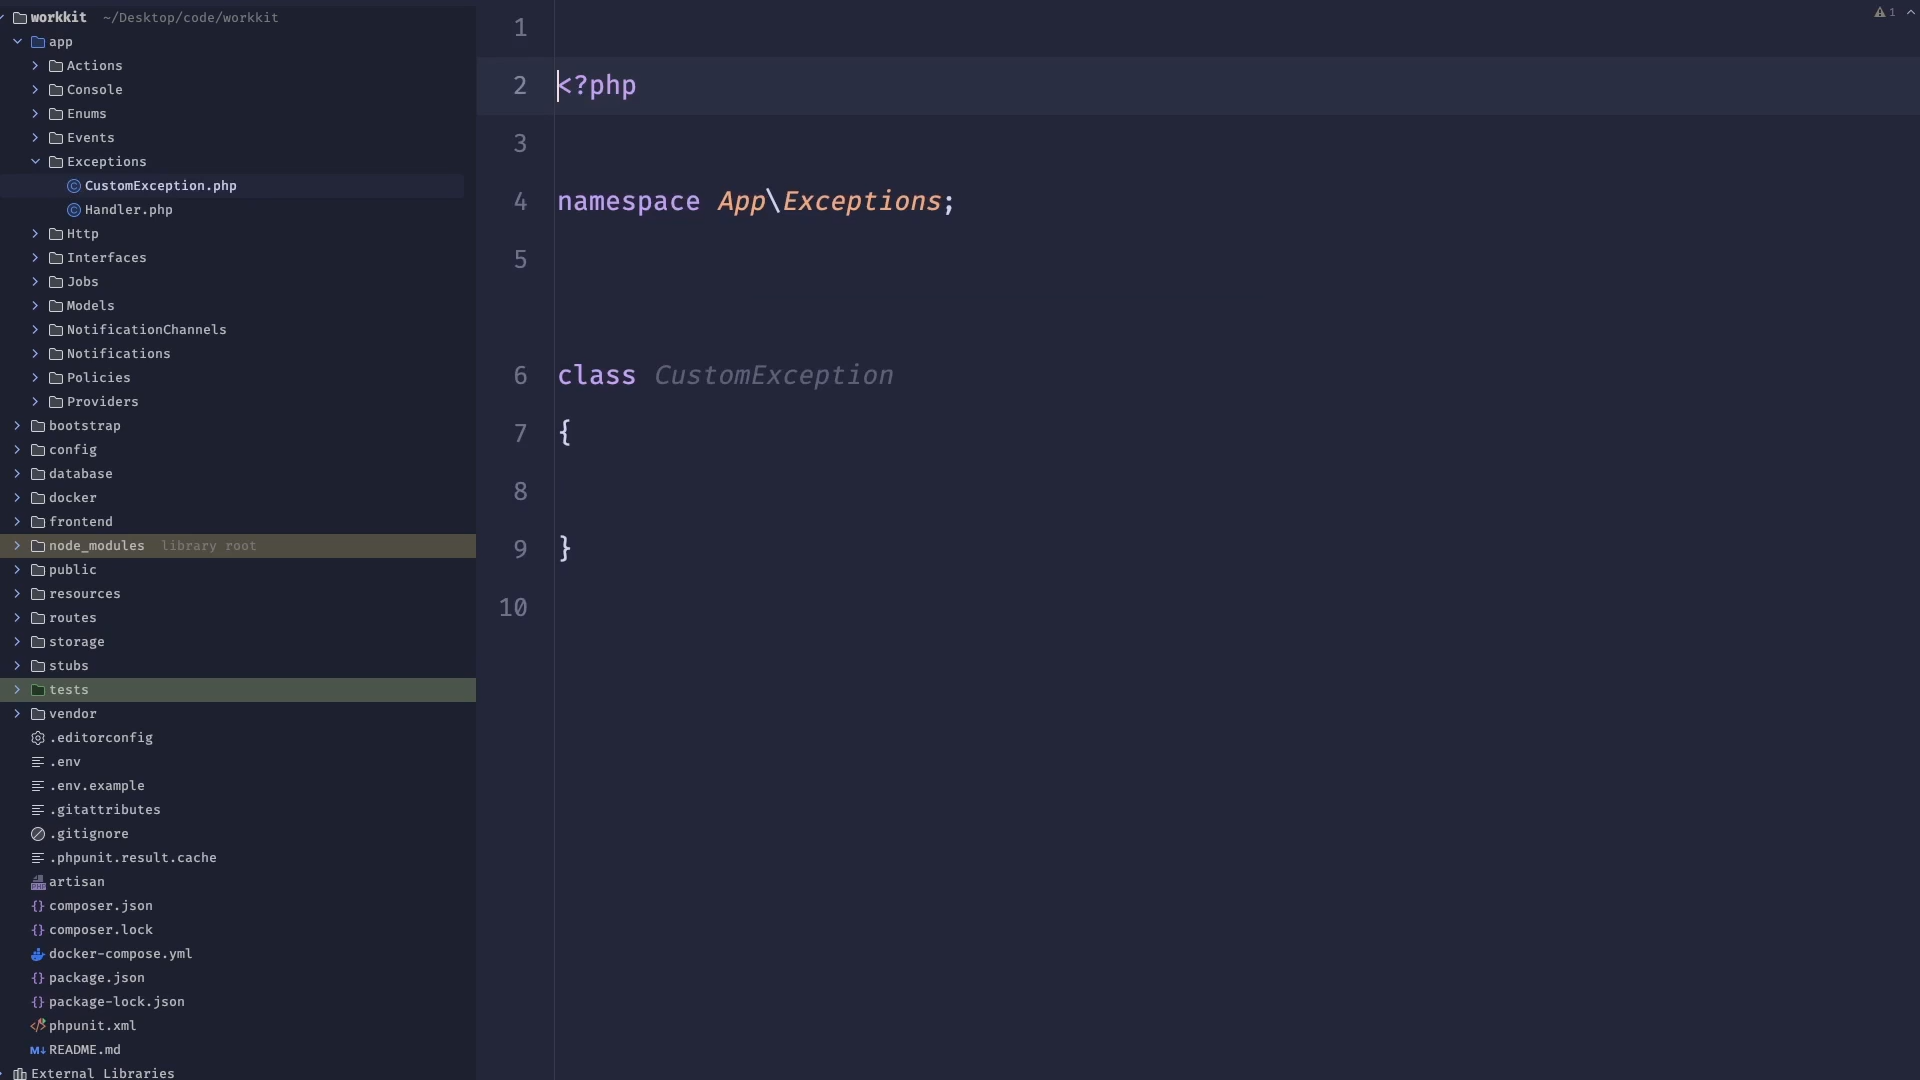 workkit ~/Desktop/code/workkit
app
Actions
Console
Enums
Events
Exceptions
CustomException.php
Handler.php
Http
Interfaces
Jobs
Models
NotificationChannels
Notifications
Policies
Providers
bootstrap
config
database
docker
frontend
node_modules library root
public
resources
routes
storage
stubs
tests
vendor
.editorconfig
.env
.env.example
.gitattributes
.gitignore
.phpunit.result.cache
artisan
composer.json
composer.lock
docker-compose.yml
package.json
package-lock.json
phpunit.xml
README.md
External Libraries
1
2 <?php
3
4 namespace App\Exceptions;
5
6 class CustomException
7 {
8
9 }
10
1